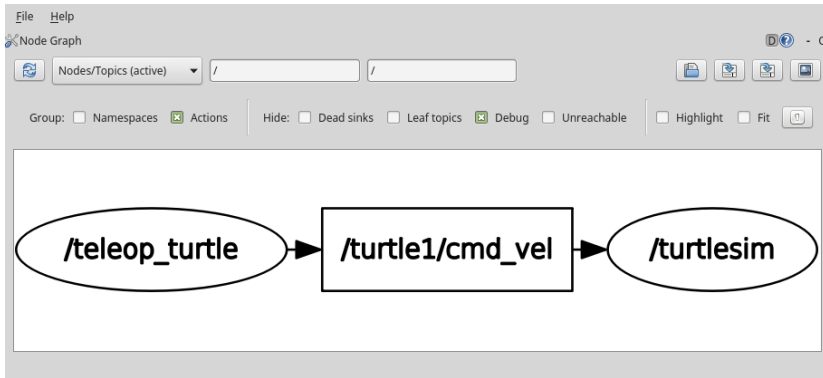 File Help
Node Graph D - C
Nodes/Topics (active) / /
Group: Namespaces Actions Hide: Dead sinks Leaf topics Debug Unreachable Highlight Fit
/teleop_turtle /turtle1/cmd_vel /turtlesim